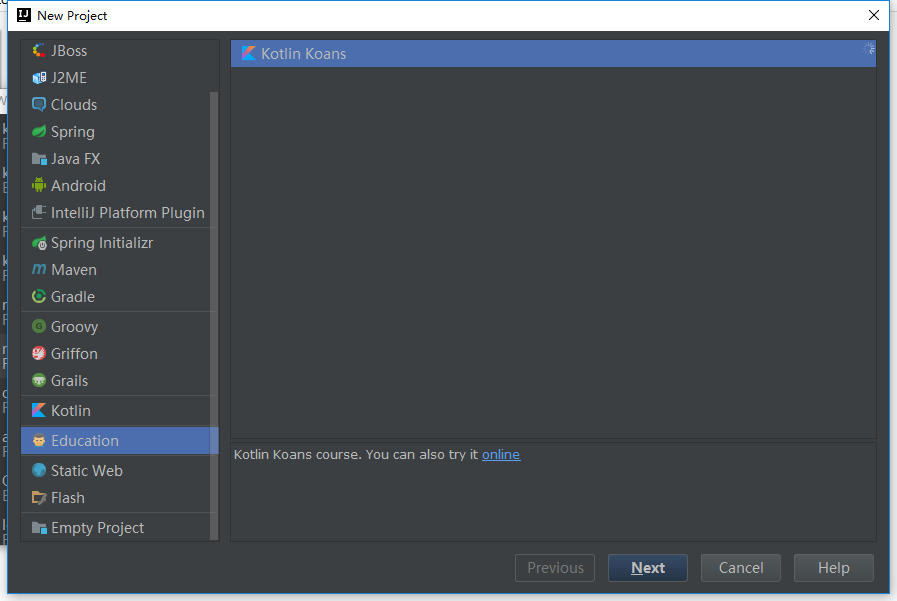 New Project
JBoss
J2ME
Clouds
Spring
Java FX
Android
IntelliJ Platform Plugin
Spring Initializr
Maven
Gradle
Groovy
Griffon
Grails
Kotlin
Education
Static Web
Flash
Empty Project
Kotlin Koans
Kotlin Koans course. You can also try it online
Previous
Next
Cancel
Help